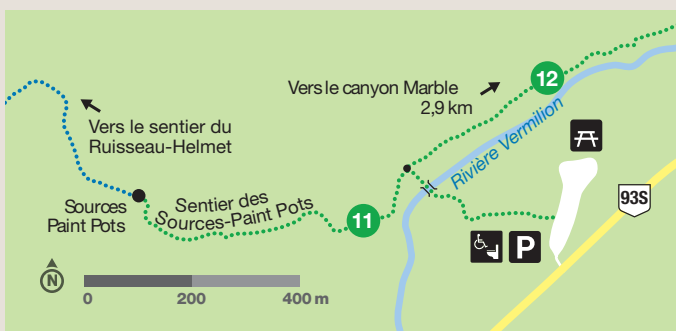 Vers le canyon Marble
2,9 km
12
Rivière Vermilion
Vers le sentier du
Ruisseau-Helmet
93S
Sources
Paint Pots
Sentier des
Sources-Paint Pots
11
P
N
0 200 400 m